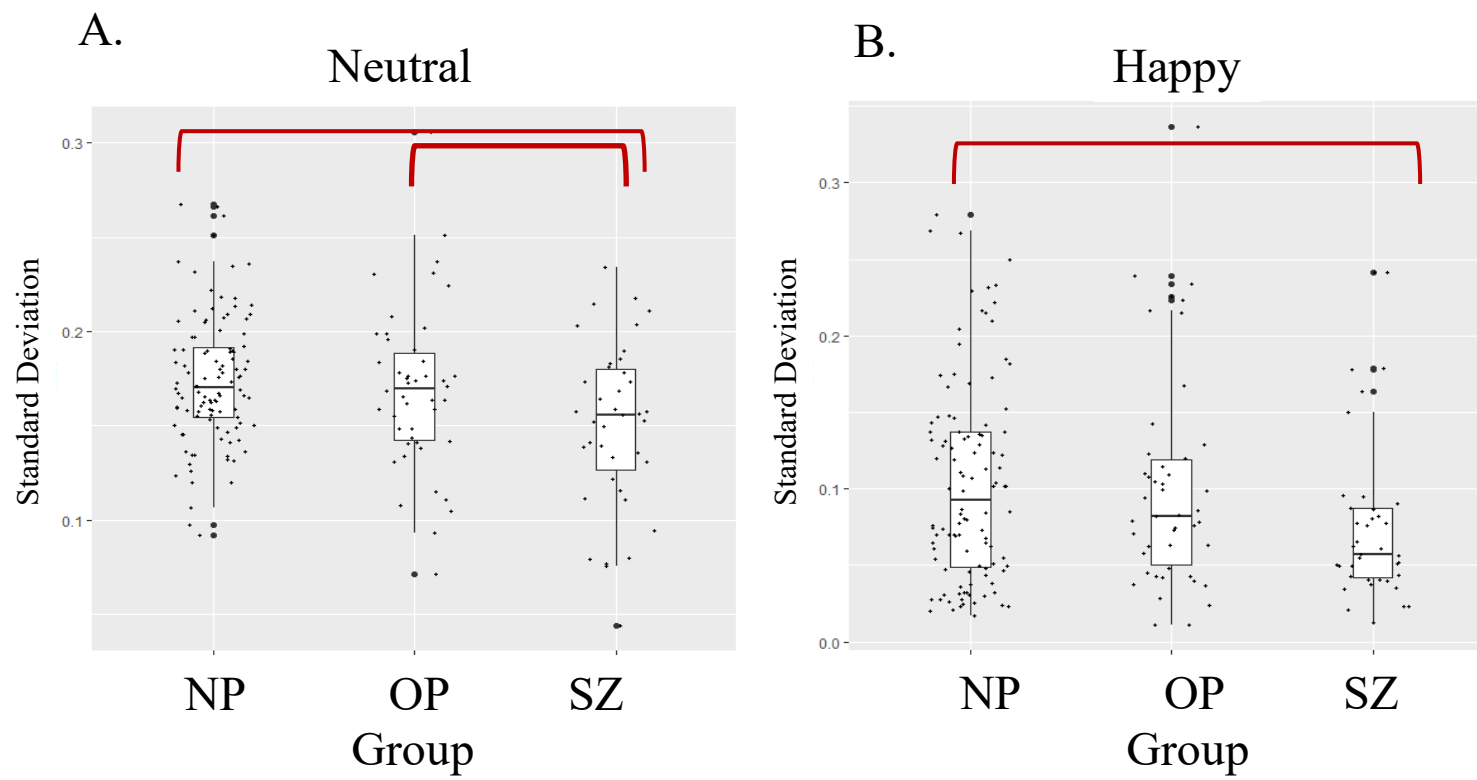 A.
Neutral
Standard Deviation
0.3
0.2
0.1
NP OP SZ
Group
B.
Happy
Standard Deviation
0.3
0.2
0.1
0.0
NP OP SZ
Group